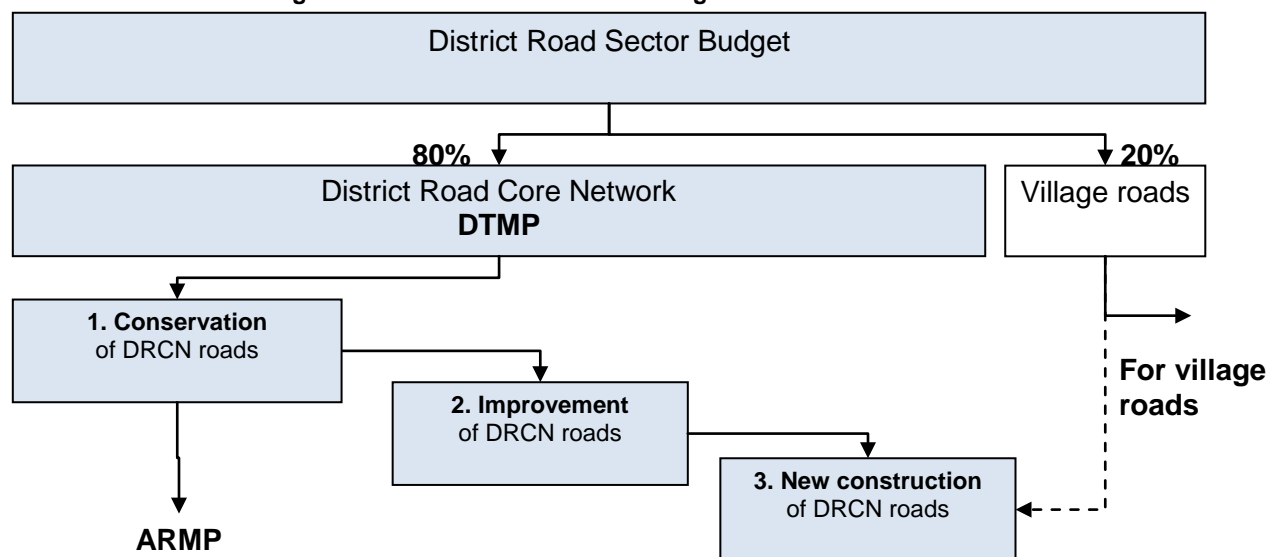 District Road Sector Budget
80%
20%
District Road Core Network
DTMP
Village roads
1. Conservation
of DRCN roads
For village
roads
2. Improvement
of DRCN roads
3. New construction
of DRCN roads
ARMP